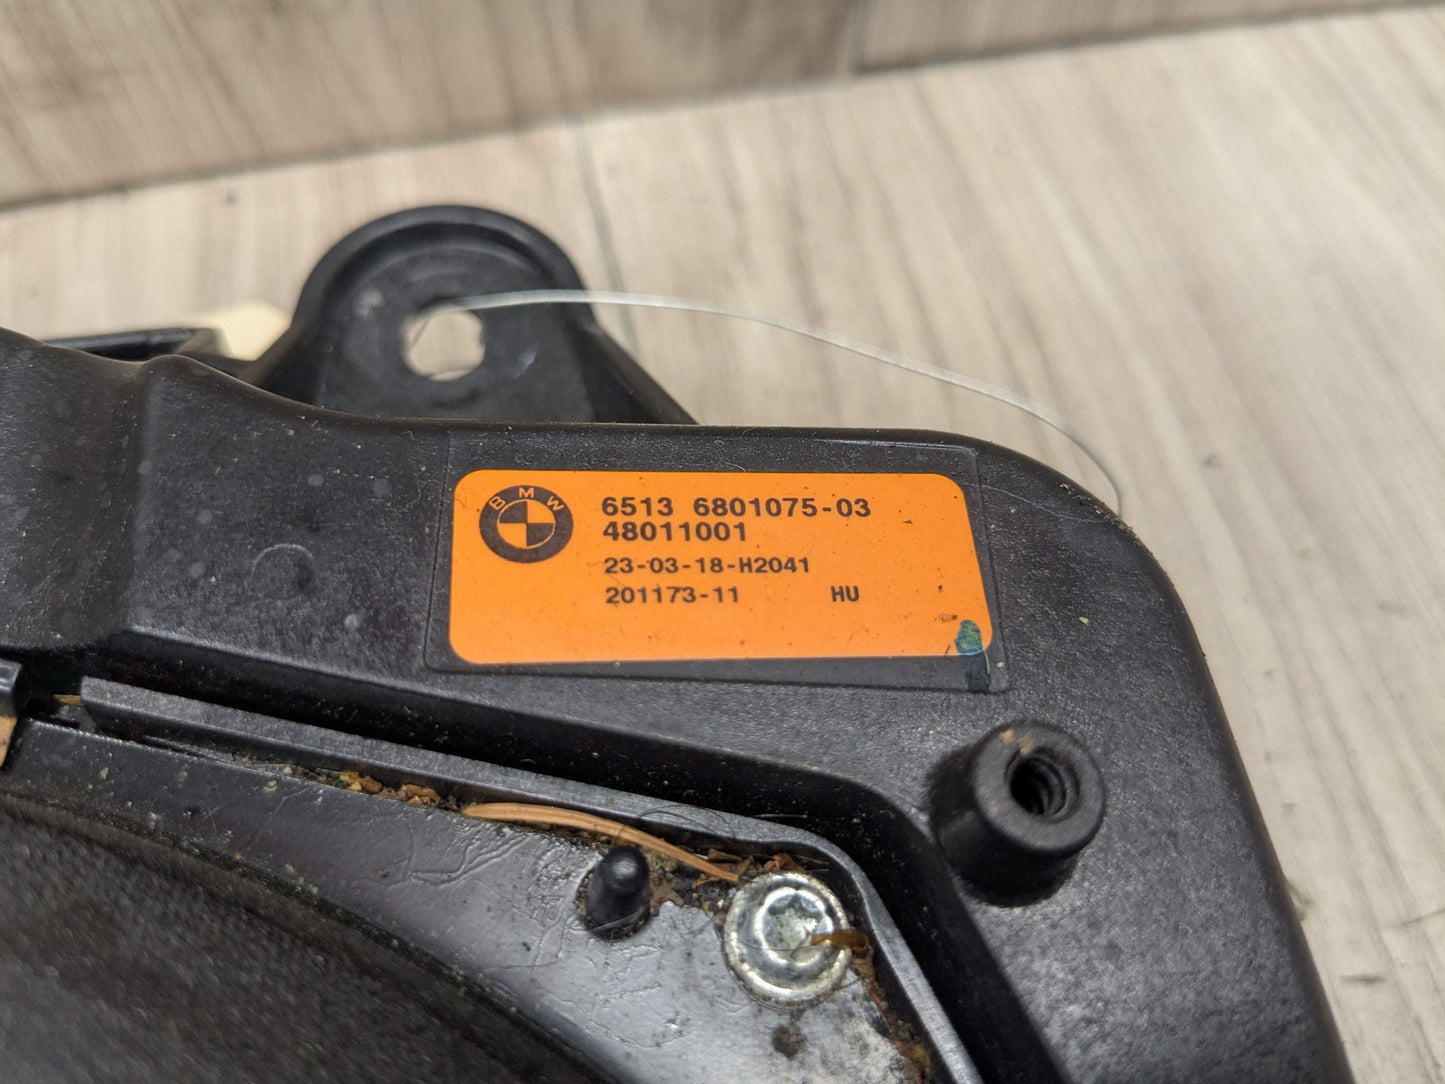 BMW
6513 6801075-03
48011001
23-03-18-H2041
201173-11 HU